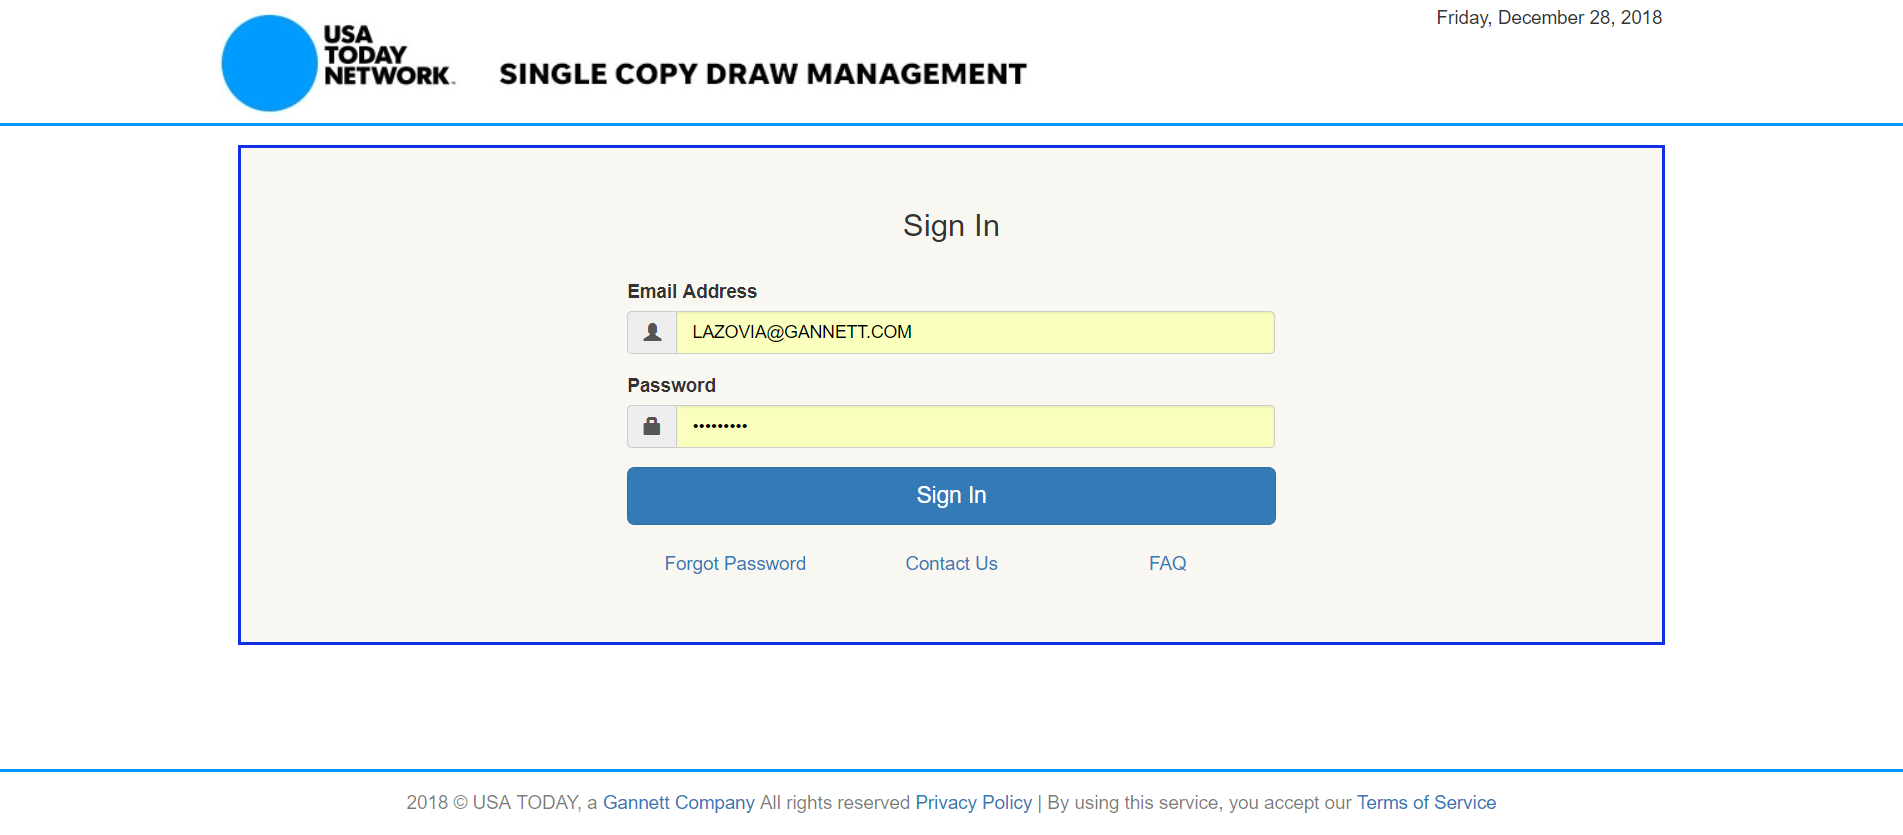 Friday, December 28, 2018
USA
TODAY
NETWORK™
SINGLE COPY DRAW MANAGEMENT
Sign In
Email Address
LAZOVIA@GANNETT.COM
Password
•••••••••
Sign In
Forgot Password Contact Us FAQ
2018 © USA TODAY, a Gannett Company All rights reserved Privacy Policy | By using this service, you accept our Terms of Service